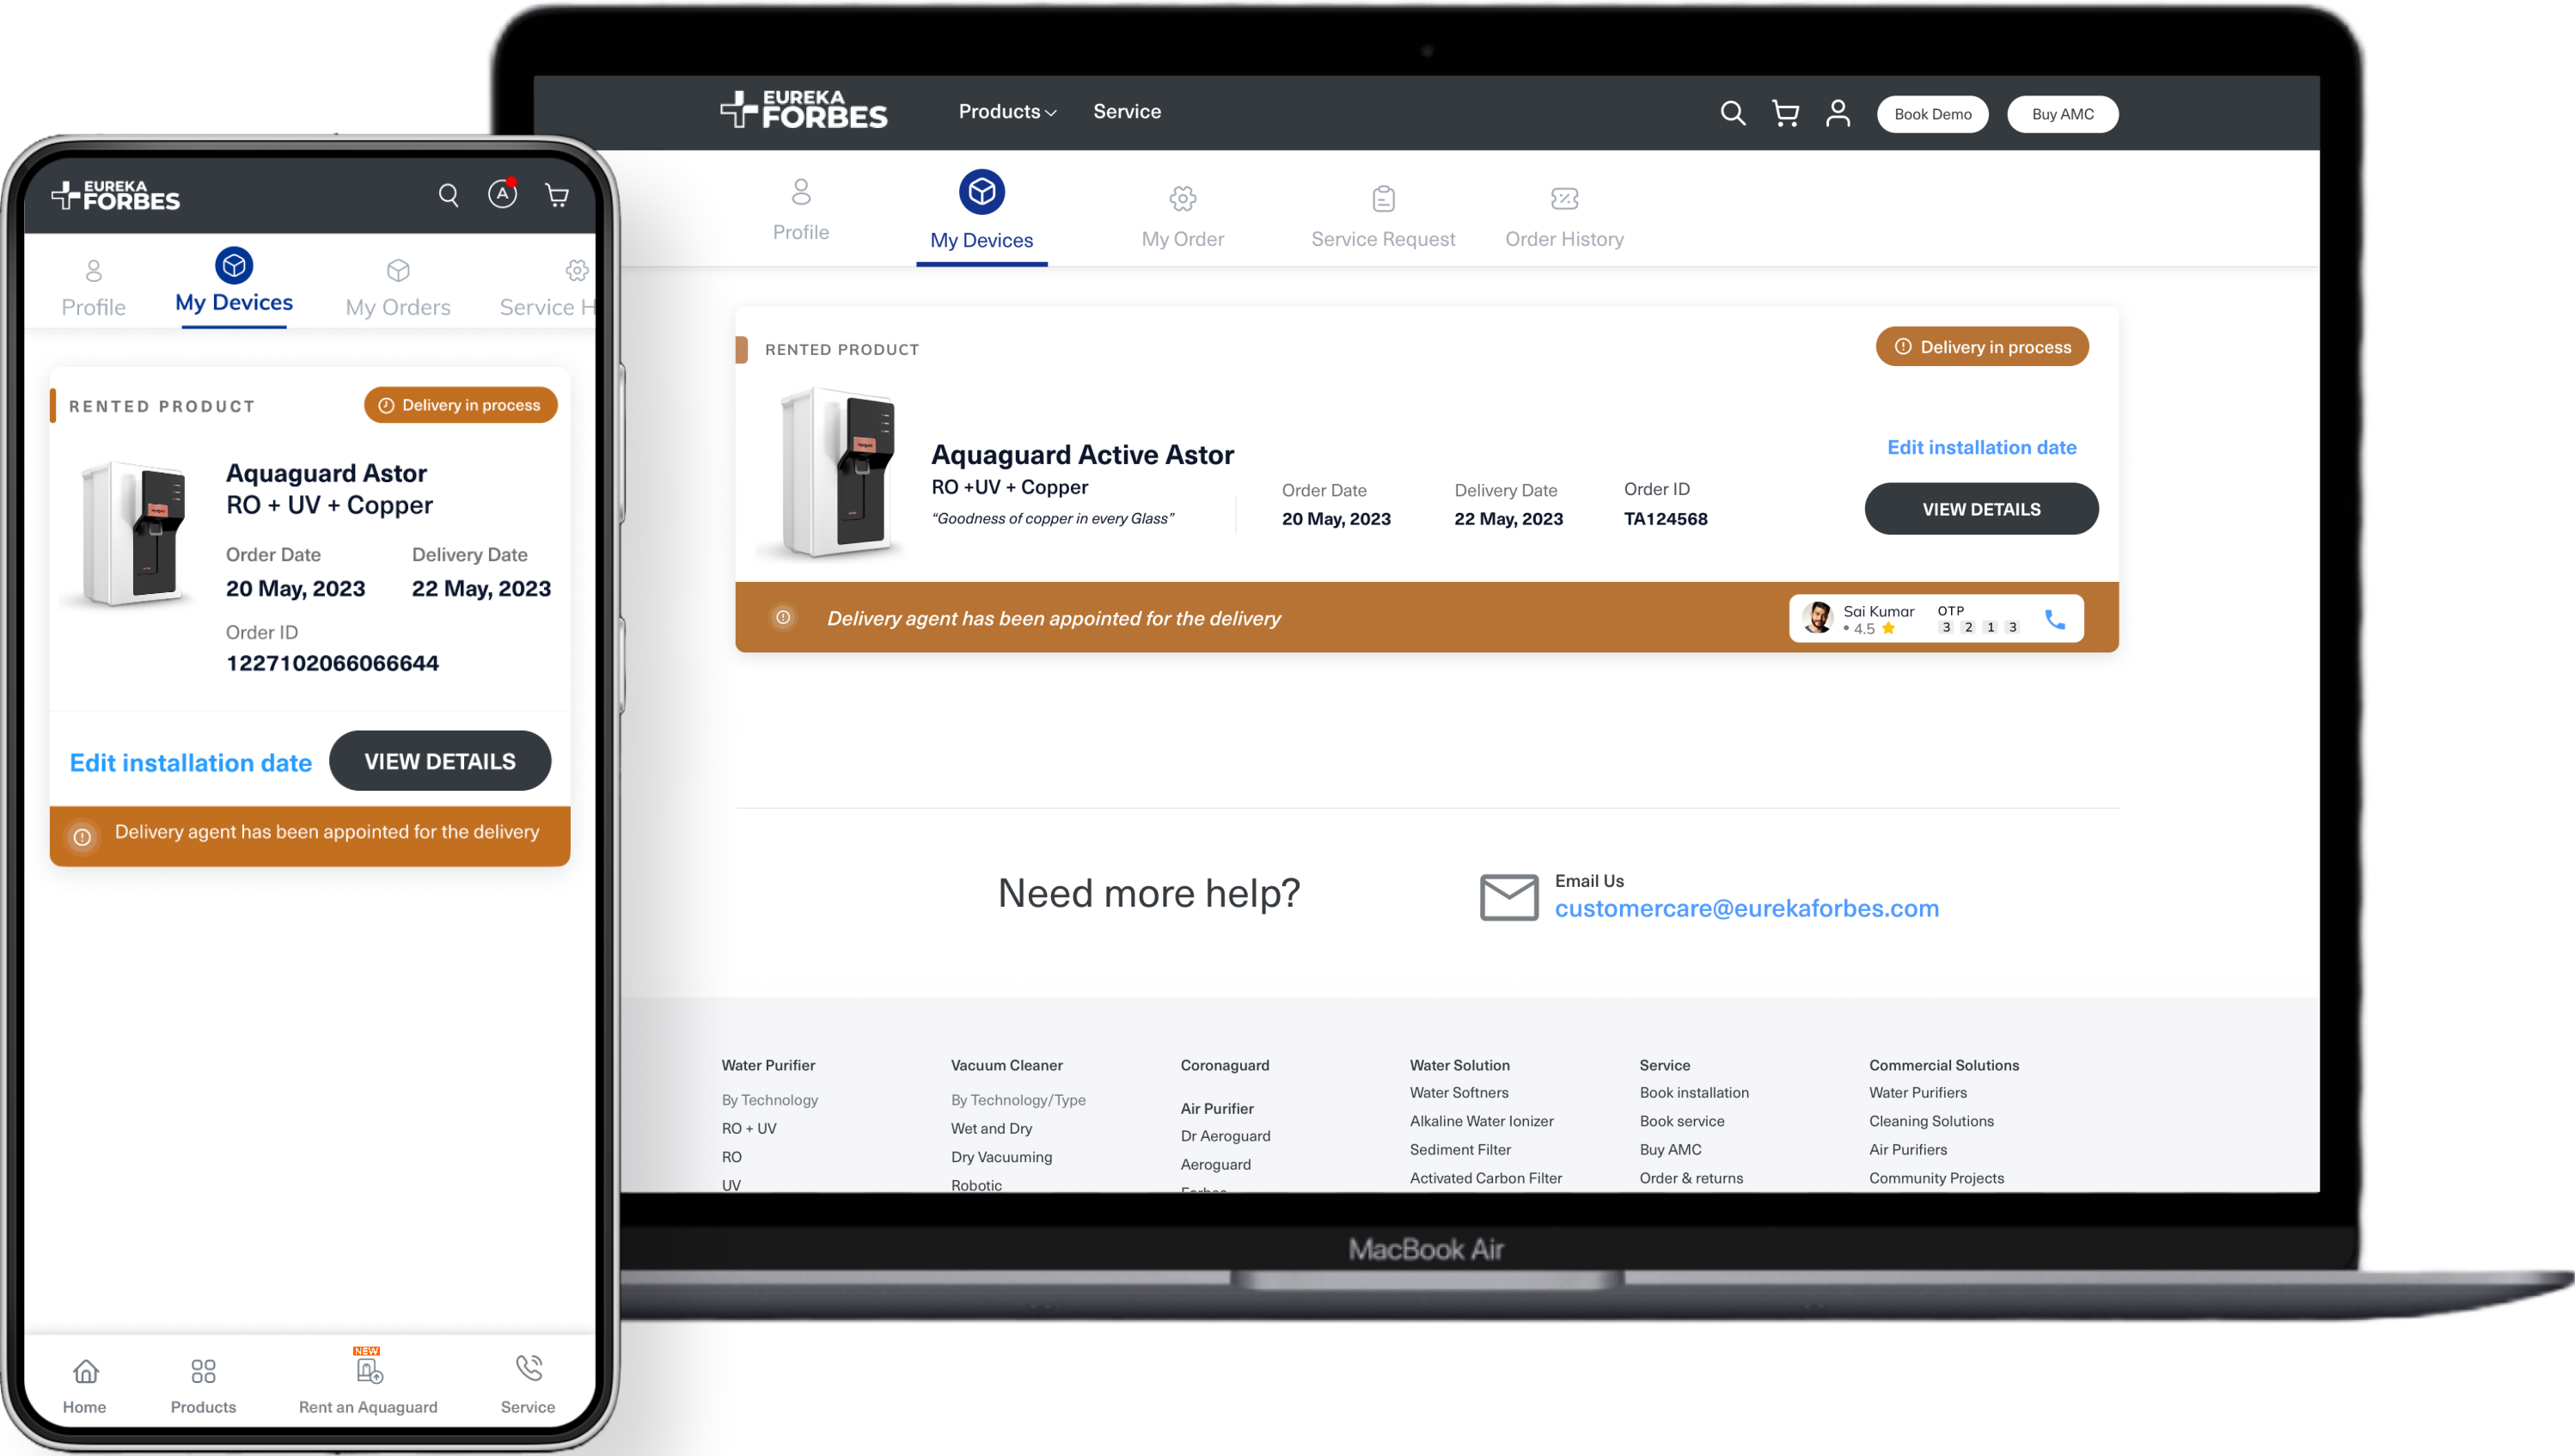 EUREKA
FORBES
Profile
My Devices
My Orders
Service H
RENTED PRODUCT
Delivery in process
Aquaguard Astor
RO + UV + Copper
Order Date
Delivery Date
20 May, 2023
22 May, 2023
Order ID
1227102066066644
Edit installation date
VIEW DETAILS
Delivery agent has been appointed for the delivery
NEW
Home
Products
Rent an Aquaguard
Service
EUREKA
FORBES
Products
Service
Book Demo
Buy AMC
Profile
My Devices
My Order
Service Request
Order History
RENTED PRODUCT
Delivery in process
Aquaguard Active Astor
RO +UV + Copper
“Goodness of copper in every Glass”
Order Date
20 May, 2023
Delivery Date
22 May, 2023
Order ID
TA124568
Edit installation date
VIEW DETAILS
Delivery agent has been appointed for the delivery
Sai Kumar
• 4.5
OTP
3 2 1 3
Need more help?
Email Us
customercare@eurekaforbes.com
Water Purifier
By Technology
RO + UV
RO
UV
Vacuum Cleaner
By Technology/Type
Wet and Dry
Dry Vacuuming
Robotic
Coronaguard
Air Purifier
Dr Aeroguard
Aeroguard
Forbes
Water Solution
Water Softners
Alkaline Water Ionizer
Sediment Filter
Activated Carbon Filter
Service
Book installation
Book service
Buy AMC
Order & returns
Commercial Solutions
Water Purifiers
Cleaning Solutions
Air Purifiers
Community Projects
MacBook Air